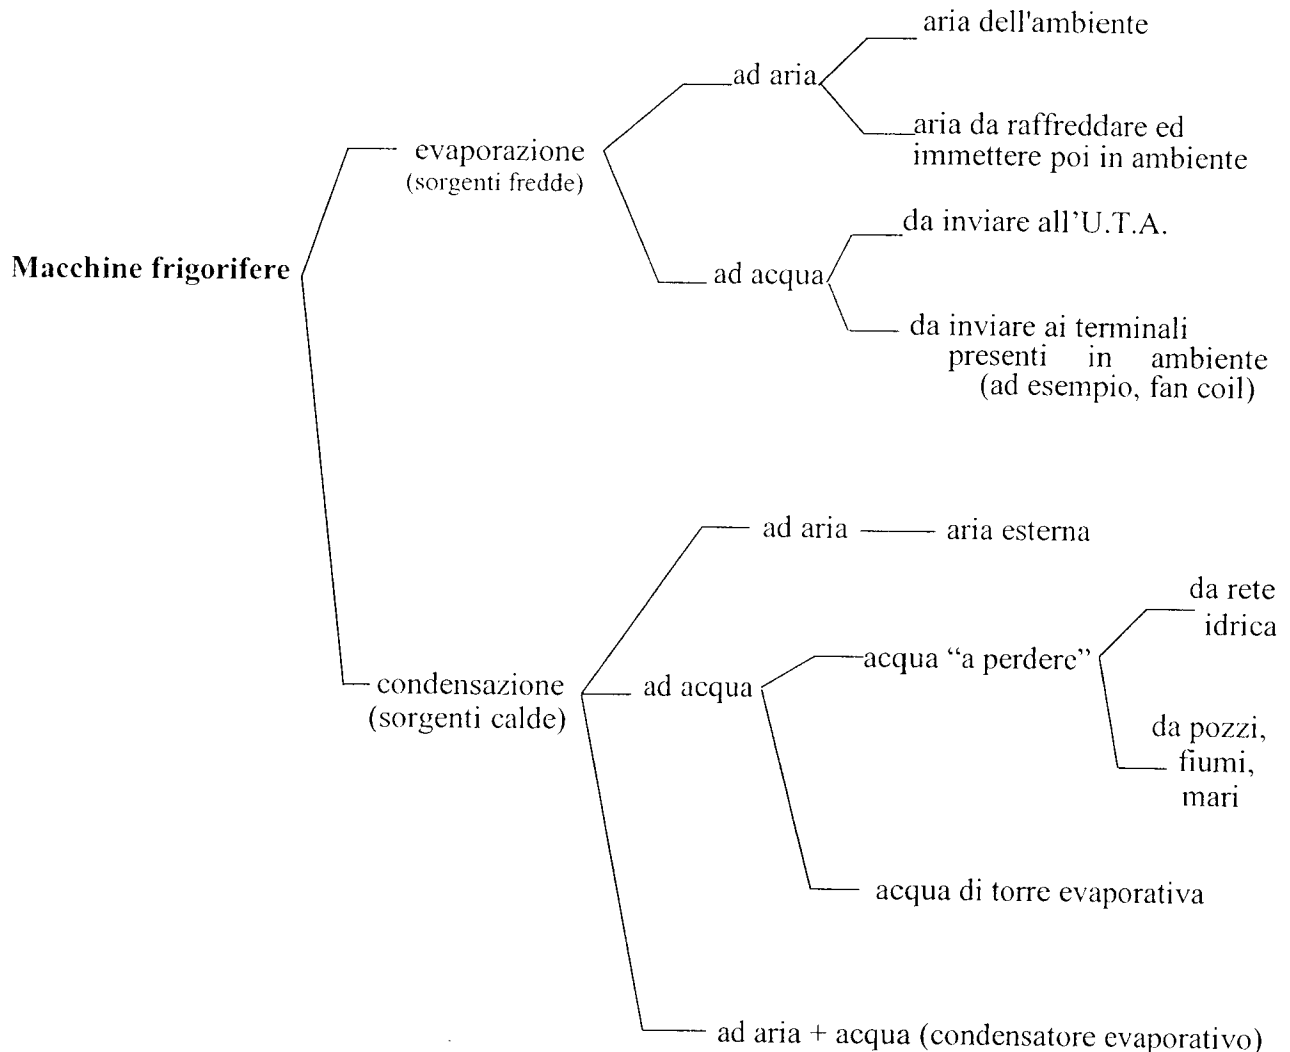 aria dell'ambiente
ad aria
aria da raffreddare ed
immettere poi in ambiente
evaporazione
(sorgenti fredde)
da inviare all’U.T.A.
Macchine frigorifere
ad acqua
da inviare ai terminali
presenti in ambiente
(ad esempio, fan coil)
ad aria
aria esterna
da rete
idrica
acqua “a perdere”
condensazione
(sorgenti calde)
ad acqua
da pozzi,
fiumi,
mari
acqua di torre evaporativa
ad aria + acqua (condensatore evaporativo)